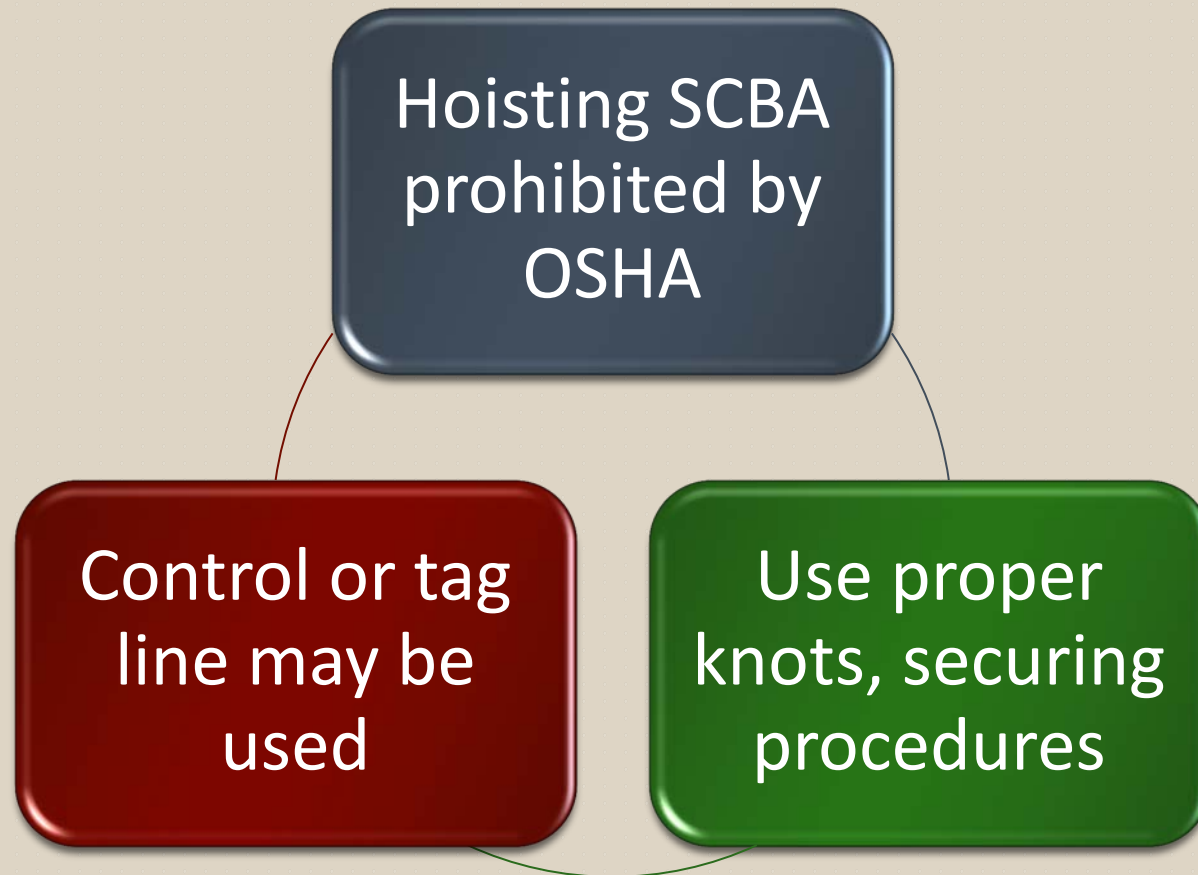 Hoisting SCBA
prohibited by
OSHA
Control or tag
line may be
used
Use proper
knots, securing
procedures